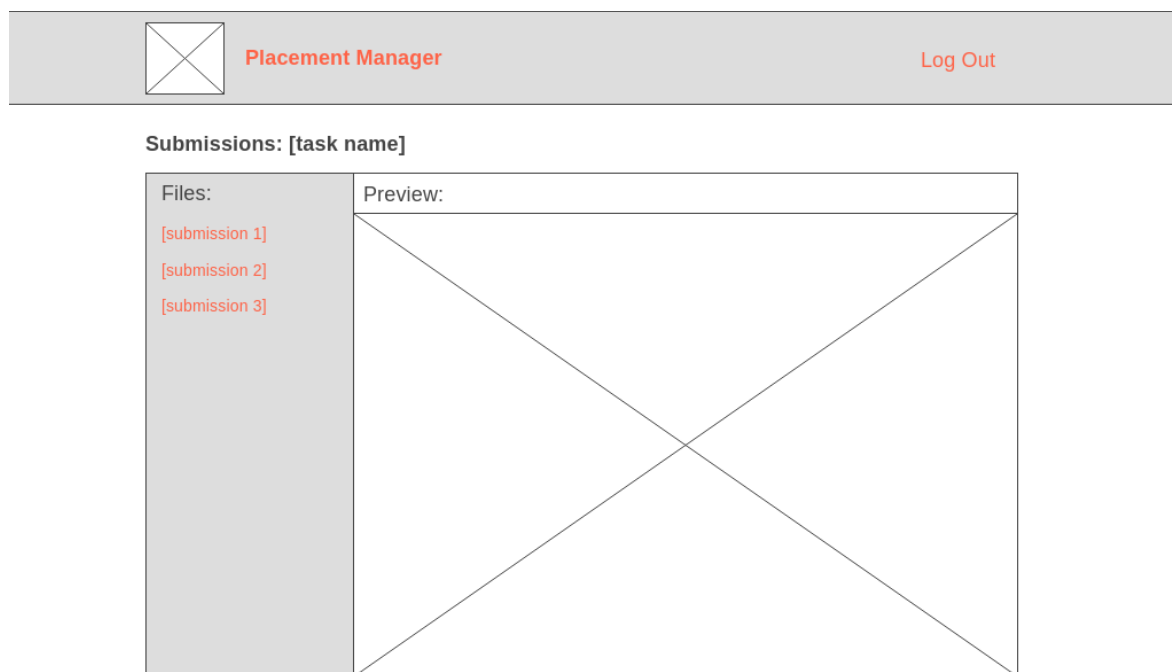 Placement Manager
Log Out
Submissions: [task name]
Files:
[submission 1]
[submission 2]
[submission 3]
Preview: